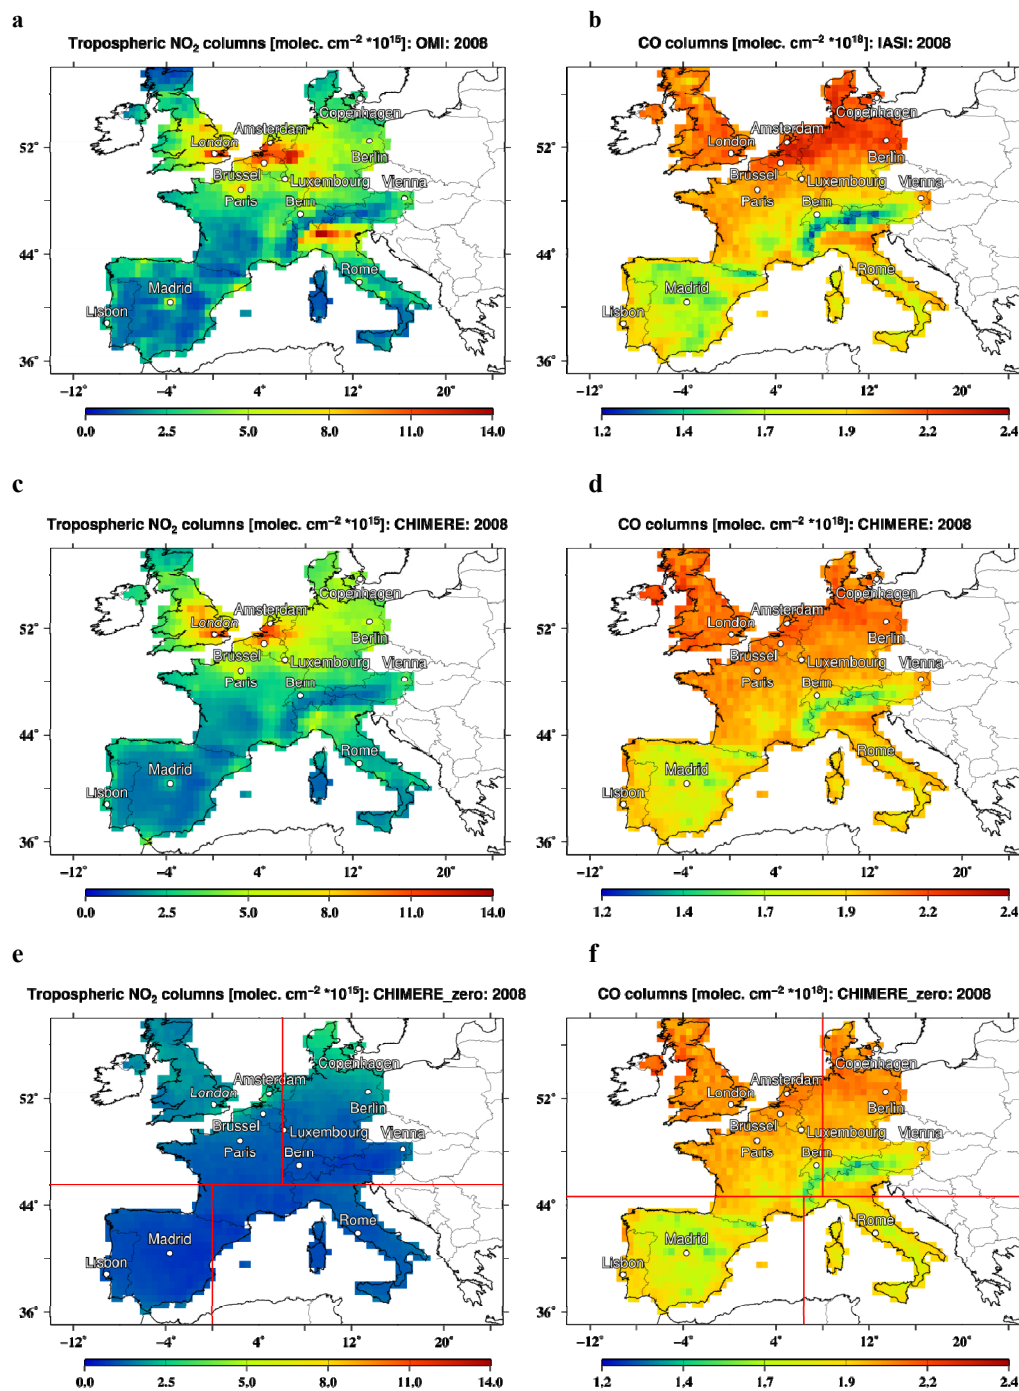 a
b
Tropospheric NO2 columns [molec. cm−2 *10^15]: OMI: 2008
CO columns [molec. cm−2 *10^18]: IASI: 2008
Copenhagen
Amsterdam
London
Berlin
Brüssel
Luxembourg
Vienna
Paris
Bern
Rome
Madrid
Lisbon
52°
44°
36°
−12° −4° 4° 12° 20°
0.0 2.5 5.0 8.0 11.0 14.0
Copenhagen
Amsterdam
London
Berlin
Brüssel
Luxembourg
Vienna
Paris
Bern
Rome
Madrid
Lisbon
52°
44°
36°
−12° −4° 4° 12° 20°
1.2 1.4 1.7 1.9 2.2 2.4
c
d
Tropospheric NO2 columns [molec. cm−2 *10^15]: CHIMERE: 2008
CO columns [molec. cm−2 *10^18]: CHIMERE: 2008
Copenhagen
Amsterdam
London
Berlin
Brüssel
Luxembourg
Vienna
Paris
Bern
Rome
Madrid
Lisbon
52°
44°
36°
−12° −4° 4° 12° 20°
0.0 2.5 5.0 8.0 11.0 14.0
Copenhagen
Amsterdam
London
Berlin
Brüssel
Luxembourg
Vienna
Paris
Bern
Rome
Madrid
Lisbon
52°
44°
36°
−12° −4° 4° 12° 20°
1.2 1.4 1.7 1.9 2.2 2.4
e
f
Tropospheric NO2 columns [molec. cm−2 *10^15]: CHIMERE_zero: 2008
CO columns [molec. cm−2 *10^18]: CHIMERE_zero: 2008
Copenhagen
Amsterdam
London
Berlin
Brüssel
Luxembourg
Vienna
Paris
Bern
Rome
Madrid
Lisbon
52°
44°
36°
−12° −4° 4° 12° 20°
0.0 2.5 5.0 8.0 11.0 14.0
Copenhagen
Amsterdam
London
Berlin
Brüssel
Luxembourg
Vienna
Paris
Bern
Rome
Madrid
Lisbon
52°
44°
36°
−12° −4° 4° 12° 20°
1.2 1.4 1.7 1.9 2.2 2.4